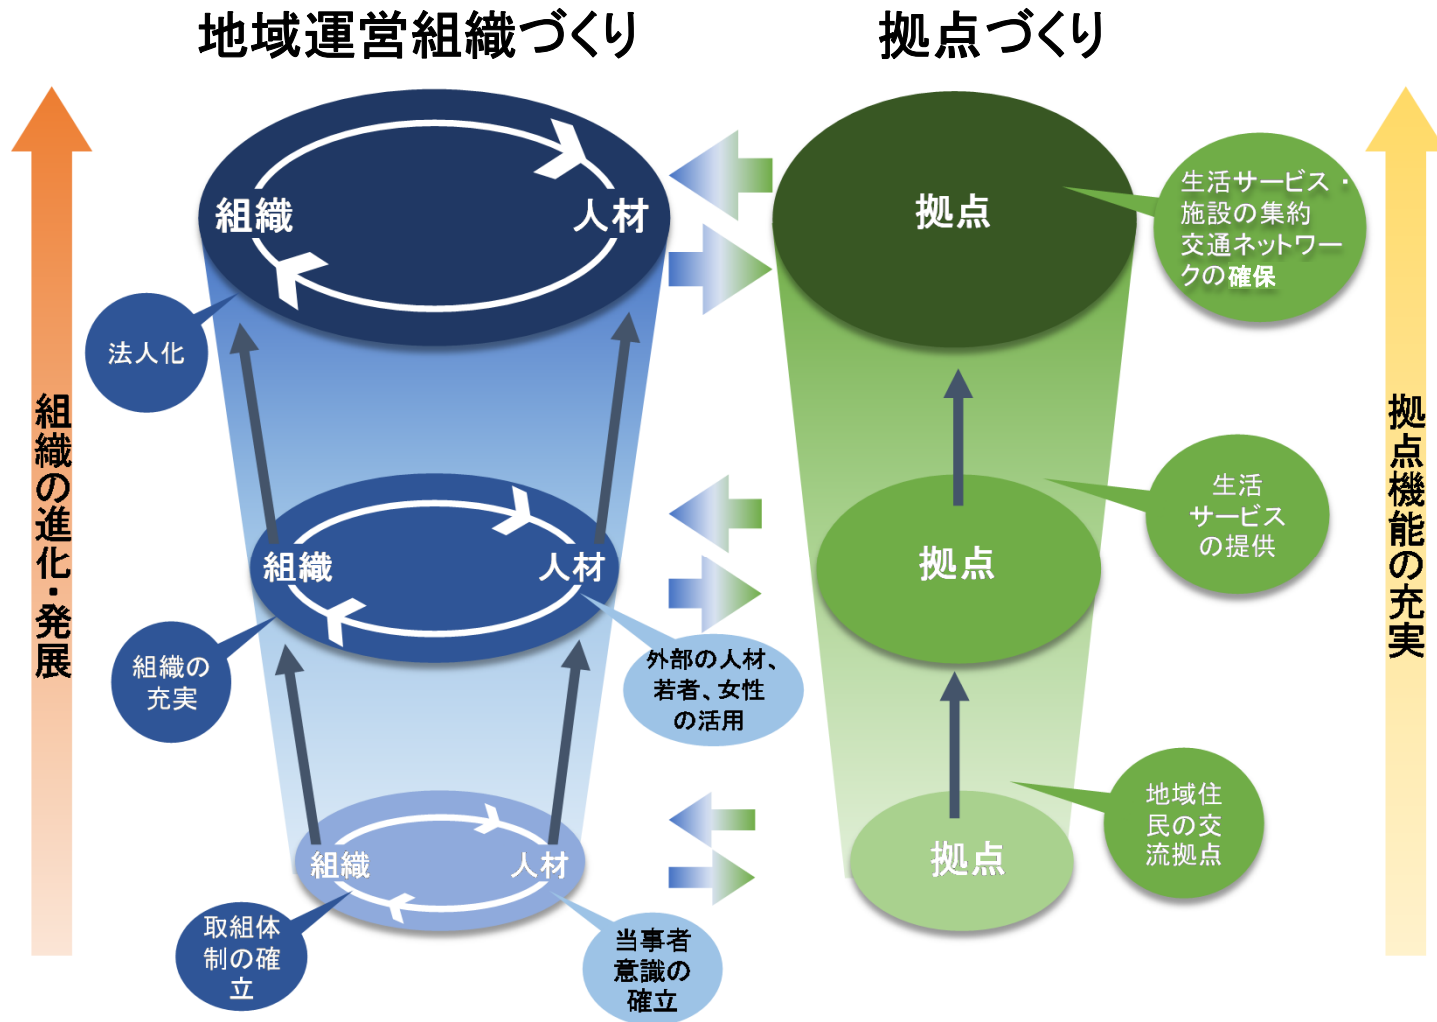 地域運営組織づくり
拠点づくり
組織の進化・発展
組織
人材
法人化
組織
人材
組織の
充実
外部の人材、
若者、女性
の活用
組織
人材
取組体
制の確
立
当事者
意識の
確立
拠点
生活サービス・
施設の集約
交通ネットワー
クの確保
拠点
生活
サービス
の提供
拠点
地域住
民の交
流拠点
拠点機能の充実